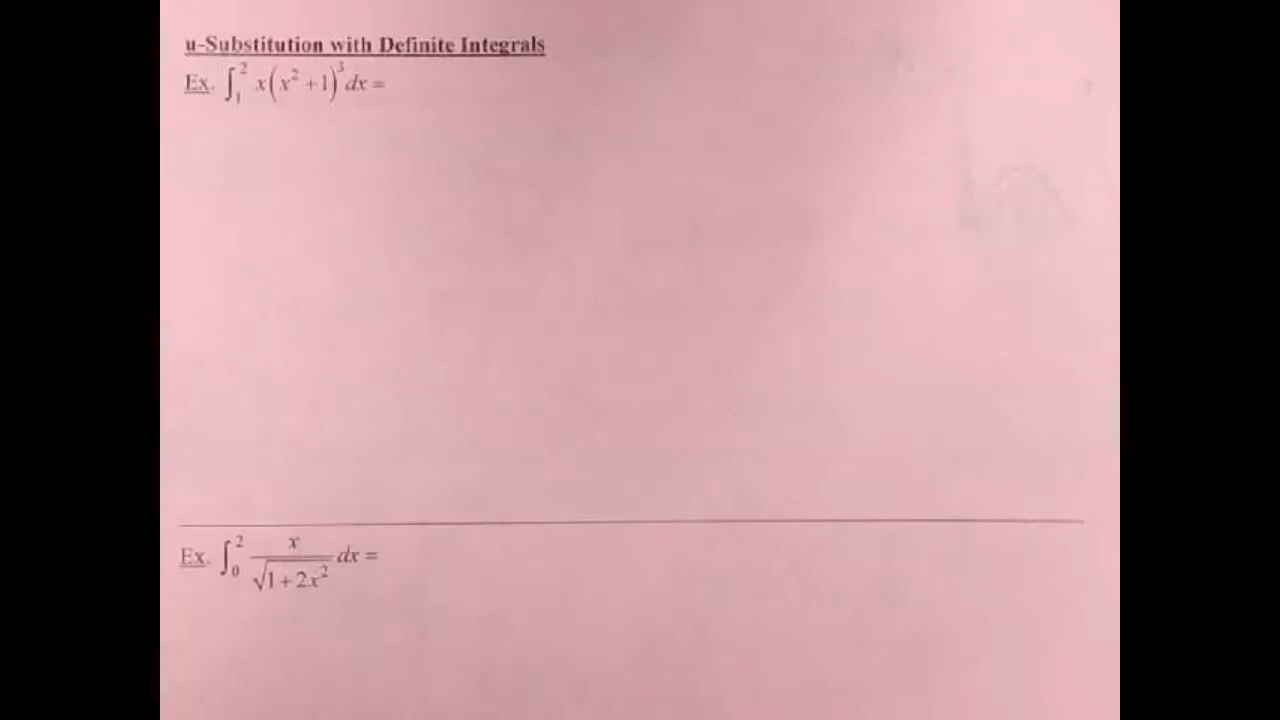 u-Substitution with Definite Integrals
Ex. ∫₁² x(x² + 1)³ dx =
Ex. ∫₀² x/√(1 + 2x²) dx =